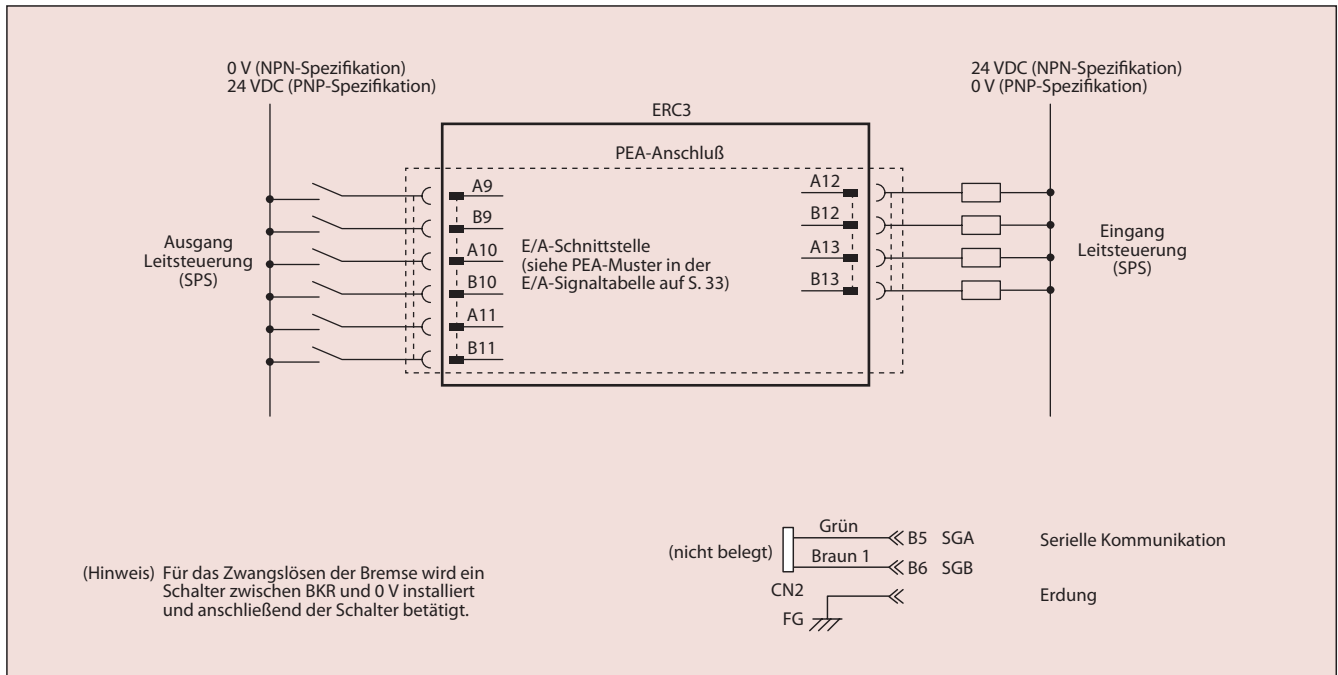 0 V (NPN-Spezifikation)
24 VDC (PNP-Spezifikation)
24 VDC (NPN-Spezifikation)
0 V (PNP-Spezifikation)
ERC3
PEA-Anschluß
A9
B9
A10
B10
A11
B11
A12
B12
A13
B13
Ausgang
Leitsteuerung
(SPS)
E/A-Schnittstelle
(siehe PEA-Muster in der
E/A-Signaltabelle auf S. 33)
Eingang
Leitsteuerung
(SPS)
(nicht belegt)
Grün
B5 SGA
Serielle Kommunikation
Braun 1
B6 SGB
CN2
Erdung
FG
(Hinweis) Für das Zwangslösen der Bremse wird ein
Schalter zwischen BKR und 0 V installiert
und anschließend der Schalter betätigt.